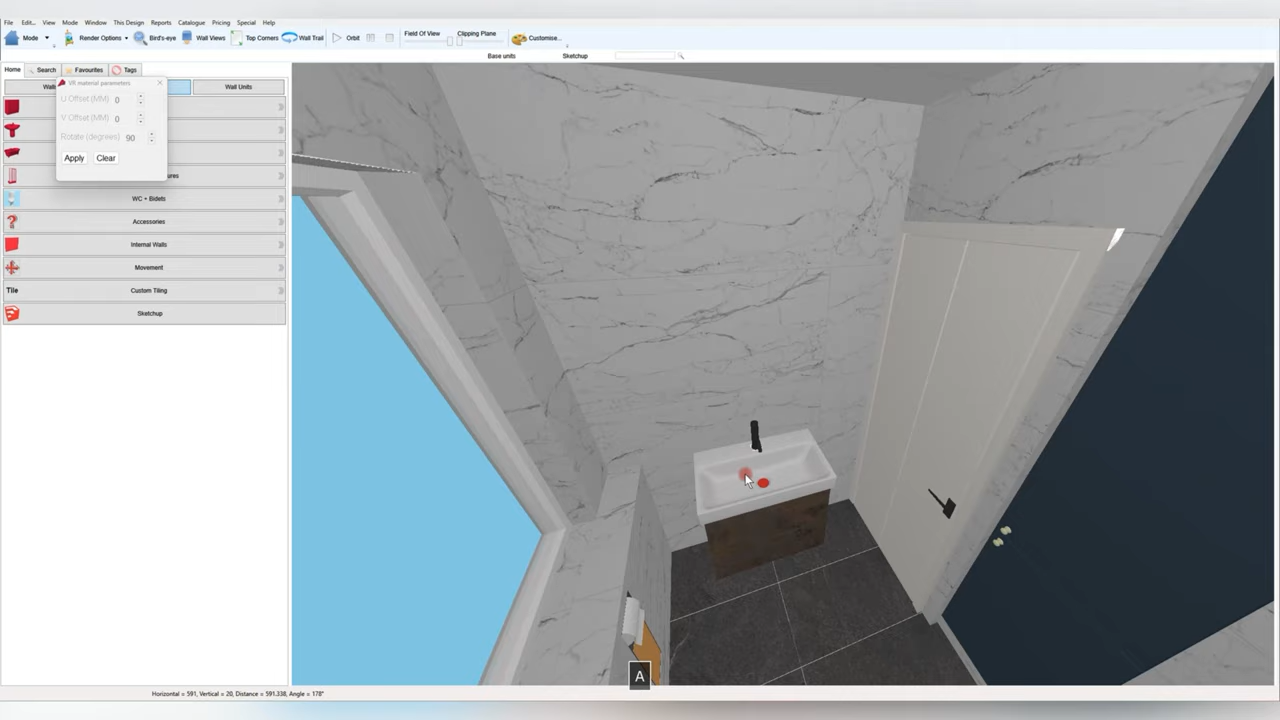 File Edit... View Mode Window This Design Reports Catalogue Pricing Special Help
Mode Render Options Bird's-eye Wall Views Top Corners Wall Trail Orbit Field Of View Clipping Plane Customise...
Base units Sketchup
Home Search Favourites Tags
Wall Units
VR material parameters
U Offset (MM) 0
V Offset (MM) 0
Rotate (degrees) 90
Apply Clear
WC + Bidets
Accessories
Internal Walls
Movement
Tile Custom Tiling
Sketchup
A
Horizontal = 591, Vertical = 20, Distance = 591.338, Angle = 178°